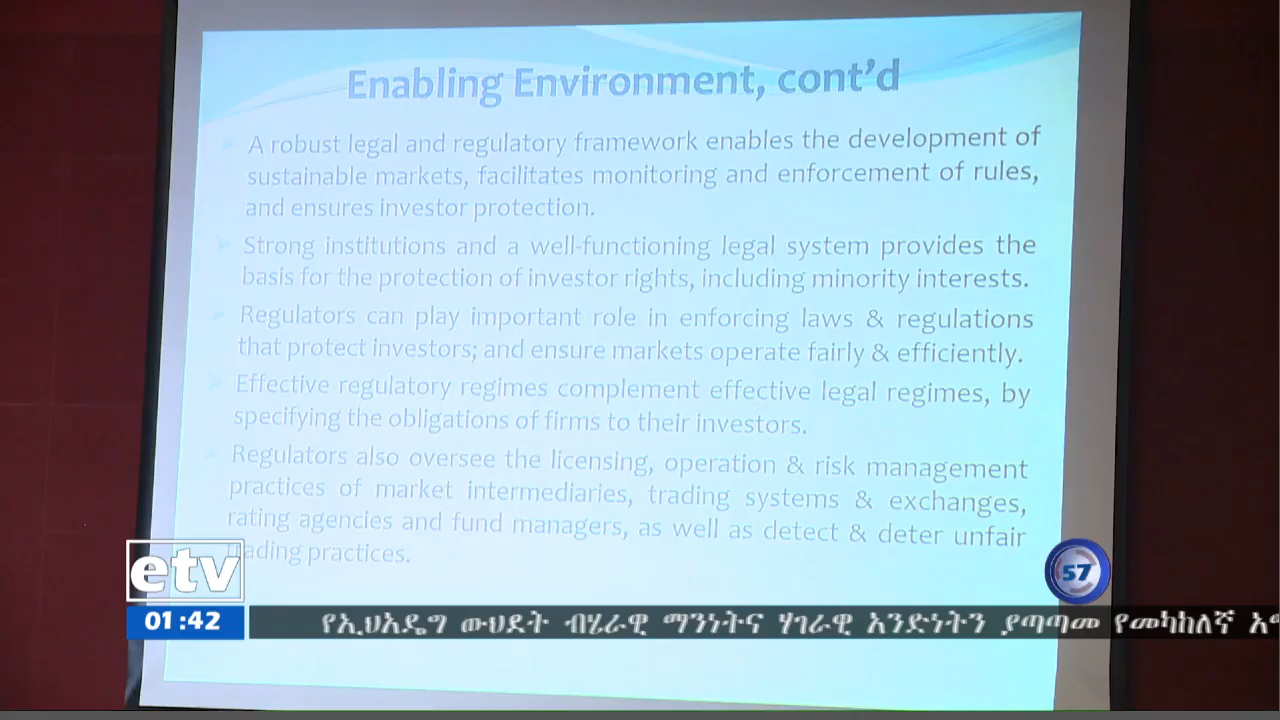 Enabling Environment, cont'd
A robust legal and regulatory framework enables the development of
sustainable markets, facilitates monitoring and enforcement of rules,
and ensures investor protection.
Strong institutions and a well-functioning legal system provides the
basis for the protection of investor rights, including minority interests.
Regulators can play important role in enforcing laws & regulations
that protect investors; and ensure markets operate fairly & efficiently.
Effective regulatory regimes complement effective legal regimes, by
specifying the obligations of firms to their investors.
Regulators also oversee the licensing, operation & risk management
practices of market intermediaries, trading systems & exchanges,
rating agencies and fund managers, as well as detect & deter unfair
trading practices.
etv
57
01:42
የኢህአዴግ ውህደት ብሄራዊ ማንነትና ሃገራዊ አንድነትን ያጣጣመ የመካከለኛ